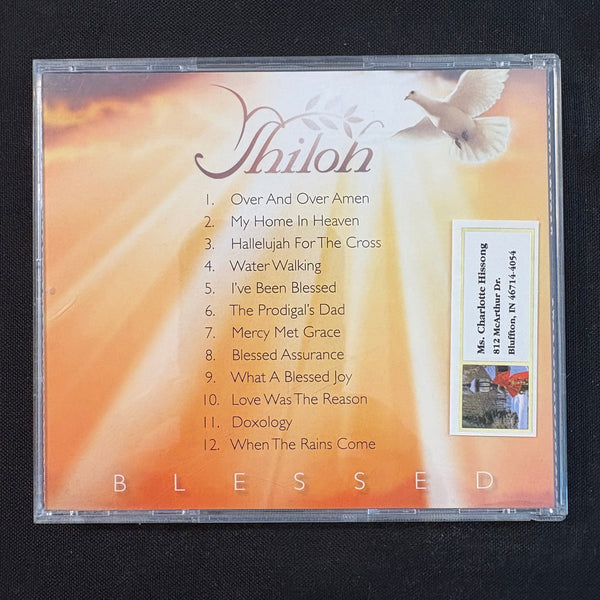 Shiloh
1. Over And Over Amen
2. My Home In Heaven
3. Hallelujah For The Cross
4. Water Walking
5. I've Been Blessed
6. The Prodigal's Dad
7. Mercy Met Grace
8. Blessed Assurance
9. What A Blessed Joy
10. Love Was The Reason
11. Doxology
12. When The Rains Come
BLESSED
Ms. Charlotte Hissong
812 McArthur Dr.
Bluffton, IN 46714-4054